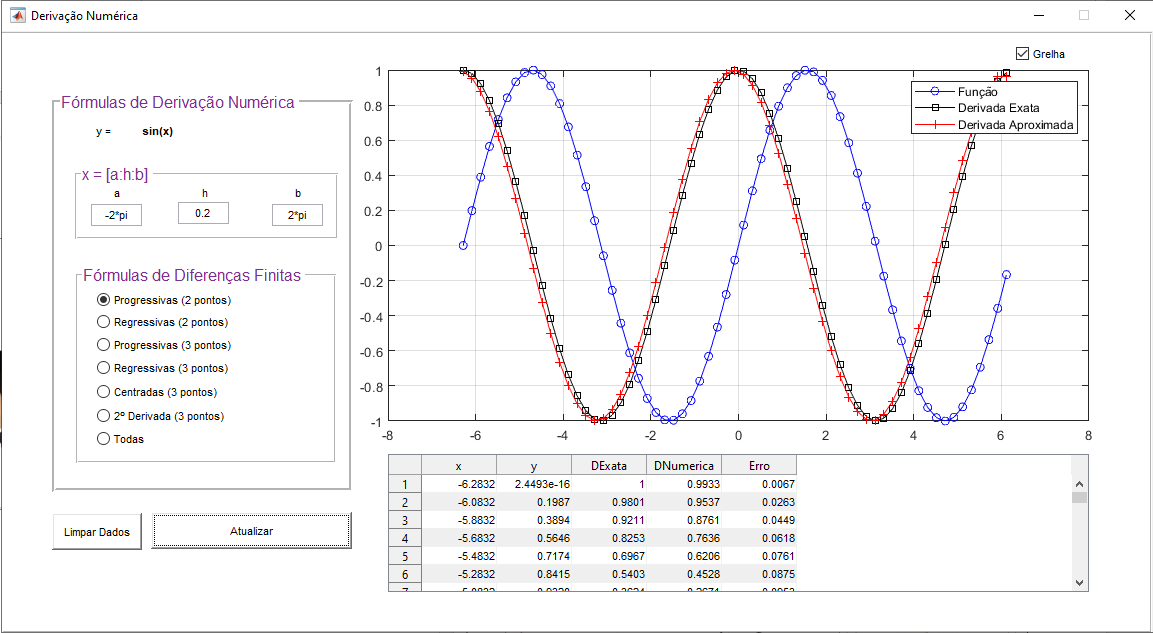 Derivação Numérica
Fórmulas de Derivação Numérica
y = sin(x)
x = [a:h:b]
a h b
-2*pi 0.2 2*pi
Fórmulas de Diferenças Finitas
Progressivas (2 pontos)
Regressivas (2 pontos)
Progressivas (3 pontos)
Regressivas (3 pontos)
Centradas (3 pontos)
2º Derivada (3 pontos)
Todas
Limpar Dados
Atualizar
Grelha
Função
Derivada Exata
Derivada Aproximada
1
0.8
0.6
0.4
0.2
0
-0.2
-0.4
-0.6
-0.8
-1
-8 -6 -4 -2 0 2 4 6 8
x y DExata DNumerica Erro
1 -6.2832 2.4493e-16 1 0.9933 0.0067
2 -6.0832 0.1987 0.9801 0.9537 0.0263
3 -5.8832 0.3894 0.9211 0.8761 0.0449
4 -5.6832 0.5646 0.8253 0.7636 0.0618
5 -5.4832 0.7174 0.6967 0.6206 0.0761
6 -5.2832 0.8415 0.5403 0.4528 0.0875